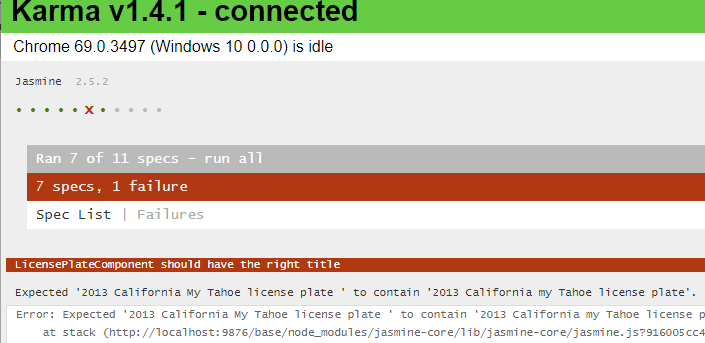 Karma v1.4.1 - connected
Chrome 69.0.3497 (Windows 10 0.0.0) is idle
Jasmine 2.5.2
• • • • • x • • • • •
Ran 7 of 11 specs - run all
7 specs, 1 failure
Spec List | Failures
LicensePlateComponent should have the right title
Expected '2013 California My Tahoe license plate ' to contain '2013 California my Tahoe license plate'.
Error: Expected '2013 California My Tahoe license plate ' to contain '2013 California my Tahoe license p
at stack (http://localhost:9876/base/node_modules/jasmine-core/lib/jasmine-core/jasmine.js?916005cc4